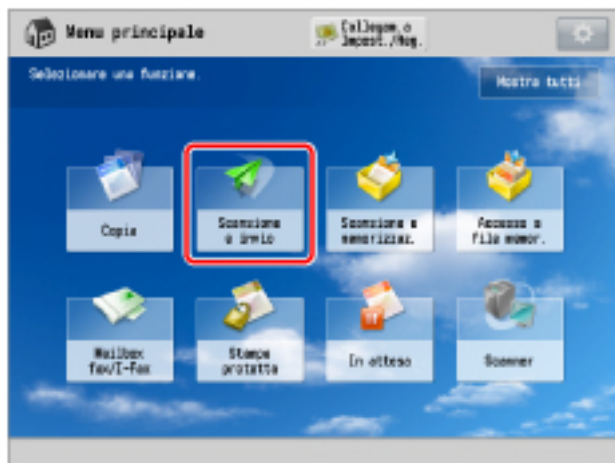 Menu principale
Collegam. a
Impost./Reg.
Selezionare una funzione.
Mostra tutti
Copia
Scansione
e invio
Scansione e
memorizzaz.
Accesso a
file memor.
Mailbox
fax/I-Fax
Stampa
protetta
In attesa
Scanner